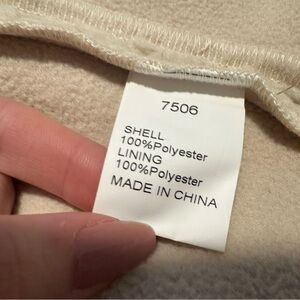 7506
SHELL
100%Polyester
LINING
100%Polyester
MADE IN CHINA